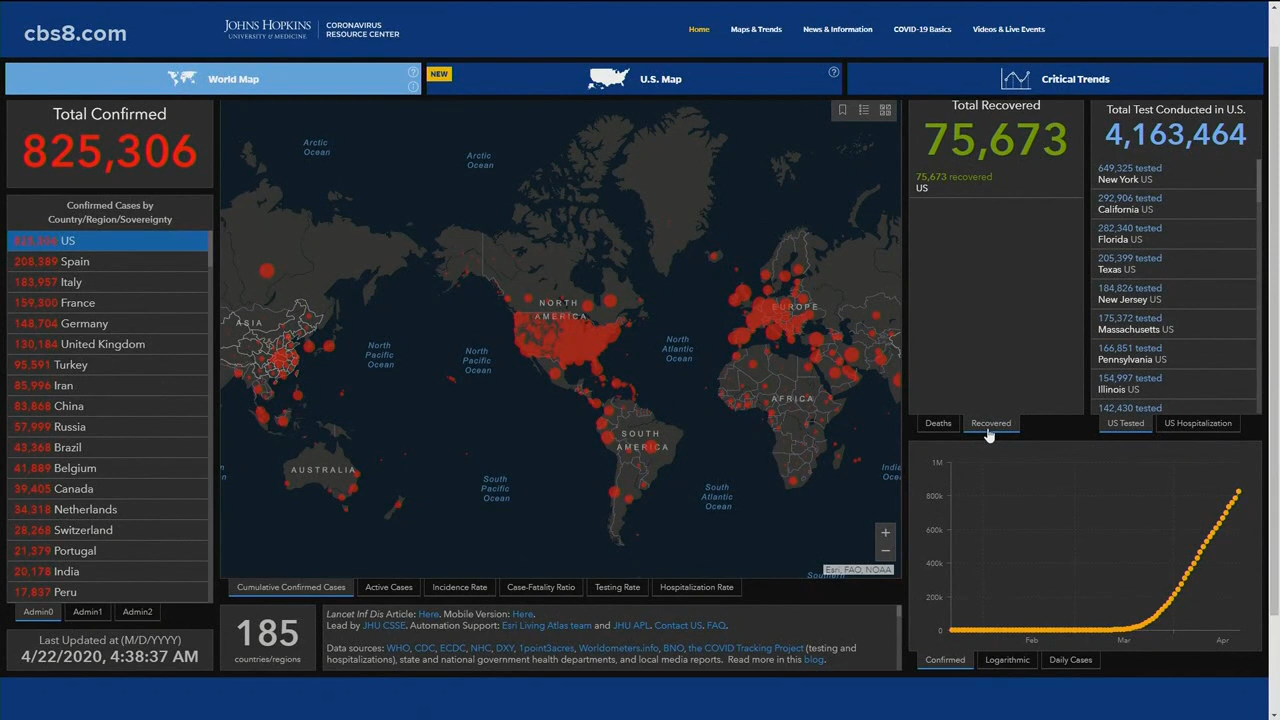 cbs8.com
JOHNS HOPKINS
UNIVERSITY & MEDICINE
CORONAVIRUS
RESOURCE CENTER
Home
Maps & Trends
News & Information
COVID-19 Basics
Videos & Live Events
World Map
NEW
U.S. Map
Critical Trends
Total Confirmed
825,306
Confirmed Cases by
Country/Region/Sovereignty
825,306 US
208,389 Spain
183,957 Italy
159,300 France
148,704 Germany
130,184 United Kingdom
95,591 Turkey
85,996 Iran
83,868 China
57,999 Russia
43,368 Brazil
41,889 Belgium
39,405 Canada
34,318 Netherlands
28,268 Switzerland
21,379 Portugal
20,178 India
17,837 Peru
Admin0
Admin1
Admin2
Last Updated at (M/D/YYYY)
4/22/2020, 4:38:37 AM
Arctic
Ocean
Arctic
Ocean
NORTH
AMERICA
EUROPE
ASIA
North
Pacific
Ocean
North
Pacific
Ocean
North
Atlantic
Ocean
AFRICA
SOUTH
AMERICA
AUSTRALIA
South
Pacific
Ocean
South
Atlantic
Ocean
India
Ocea
Southern
Esri, FAO, NOAA
Cumulative Confirmed Cases
Active Cases
Incidence Rate
Case-Fatality Ratio
Testing Rate
Hospitalization Rate
185
countries/regions
Lancet Inf Dis Article: Here. Mobile Version: Here.
Lead by JHU CSSE. Automation Support: Esri Living Atlas team and JHU APL. Contact US. FAQ.
Data sources: WHO, CDC, ECDC, NHC, DXY, 1point3acres, Worldometers.info, BNO, the COVID Tracking Project (testing and
hospitalizations), state and national government health departments, and local media reports. Read more in this blog.
Total Recovered
75,673
75,673 recovered
US
Deaths
Recovered
Total Test Conducted in U.S.
4,163,464
649,325 tested
New York US
292,906 tested
California US
282,340 tested
Florida US
205,399 tested
Texas US
184,826 tested
New Jersey US
175,372 tested
Massachusetts US
166,851 tested
Pennsylvania US
154,997 tested
Illinois US
142,430 tested
US Tested
US Hospitalization
1M
800k
600k
400k
200k
0
Feb
Mar
Apr
Confirmed
Logarithmic
Daily Cases